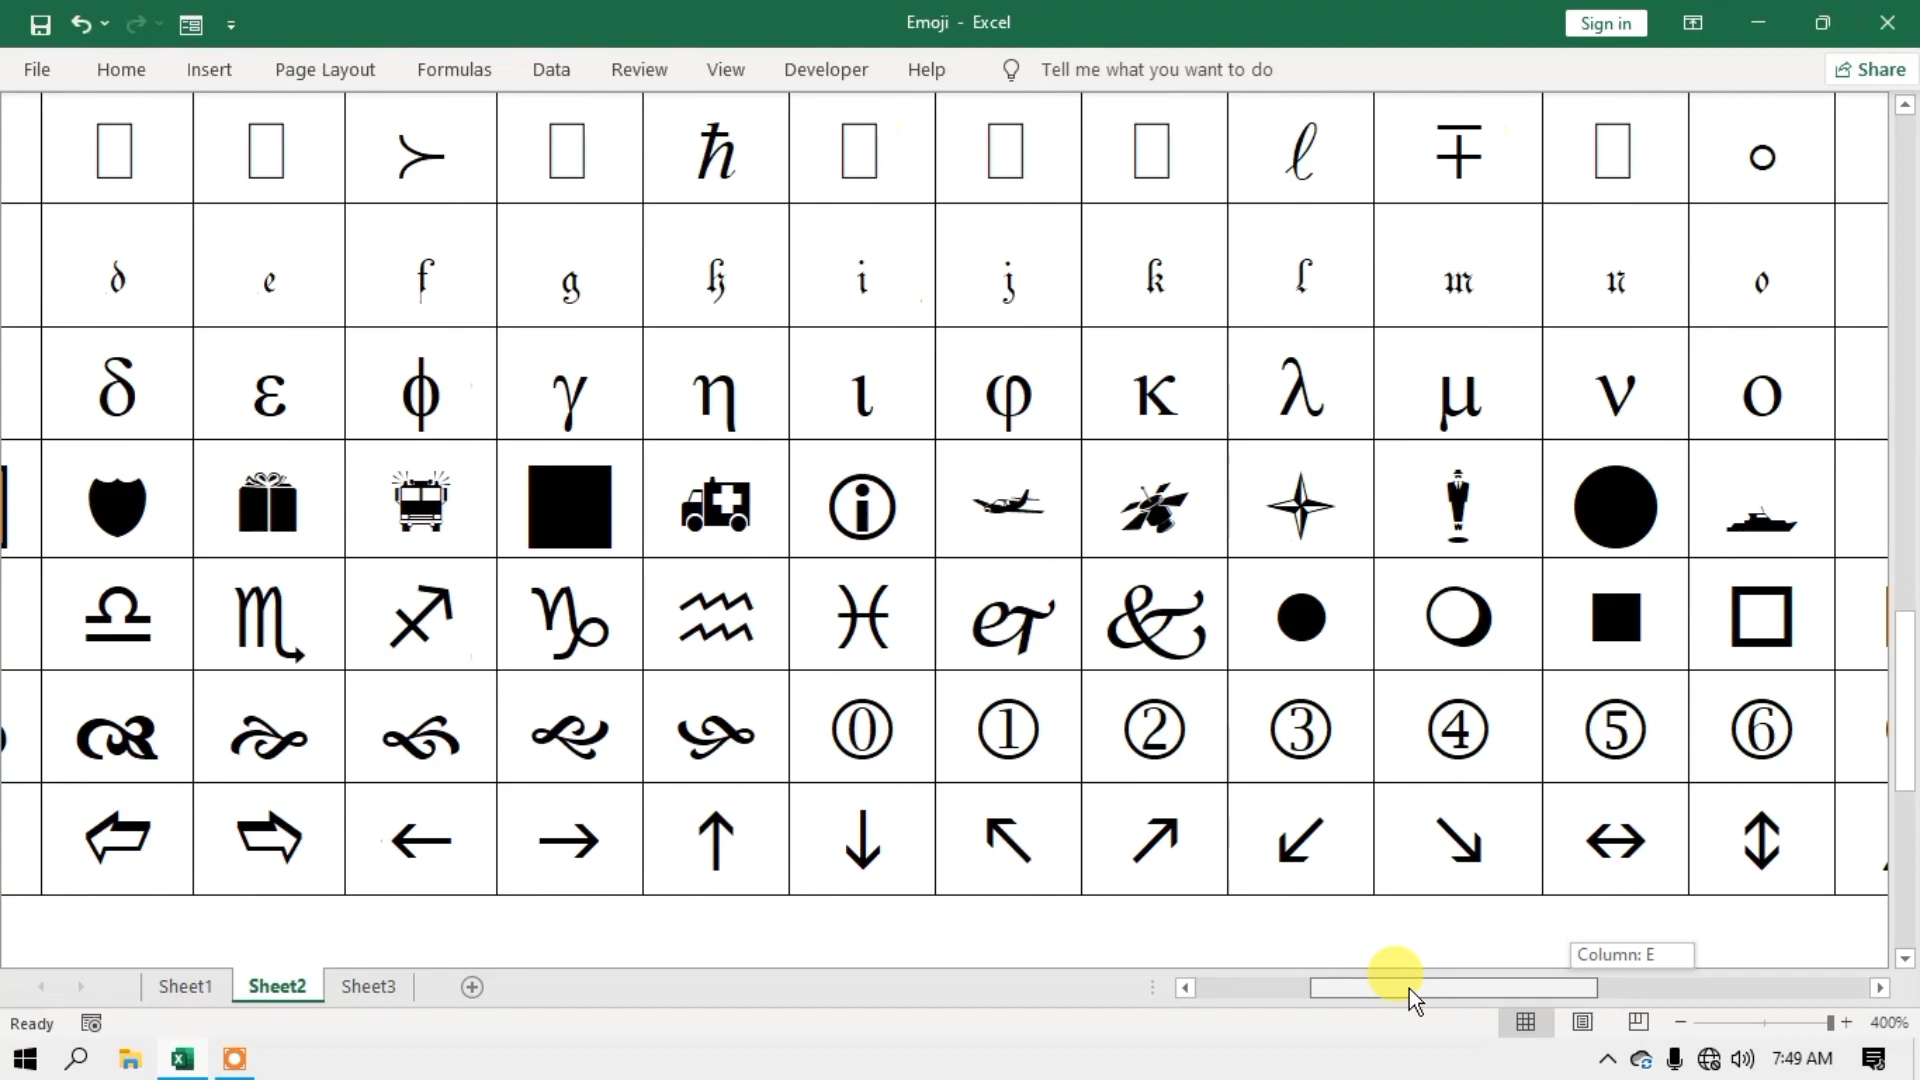 Emoji - Excel
Sign in
File Home Insert Page Layout Formulas Data Review View Developer Help Tell me what you want to do Share
≻ ℏ ℓ ∓ ∘
𝔡 𝔢 𝔣 𝔤 𝔥 𝔦 𝔧 𝔨 𝔩 𝔪 𝔫 𝔬
δ ε ϕ γ η ι φ κ λ μ ν ο
■ 🛈 ●
♎ ♏ ♐ ♑ ♒ ♓ 🙰 🙵 ● ❍ ■ □
⓪ ① ② ③ ④ ⑤ ⑥
⇦ ⇨ ← → ↑ ↓ ↖ ↗ ↙ ↘ ↔ ↕
Column: E
Sheet1 Sheet2 Sheet3
Ready
400%
7:49 AM